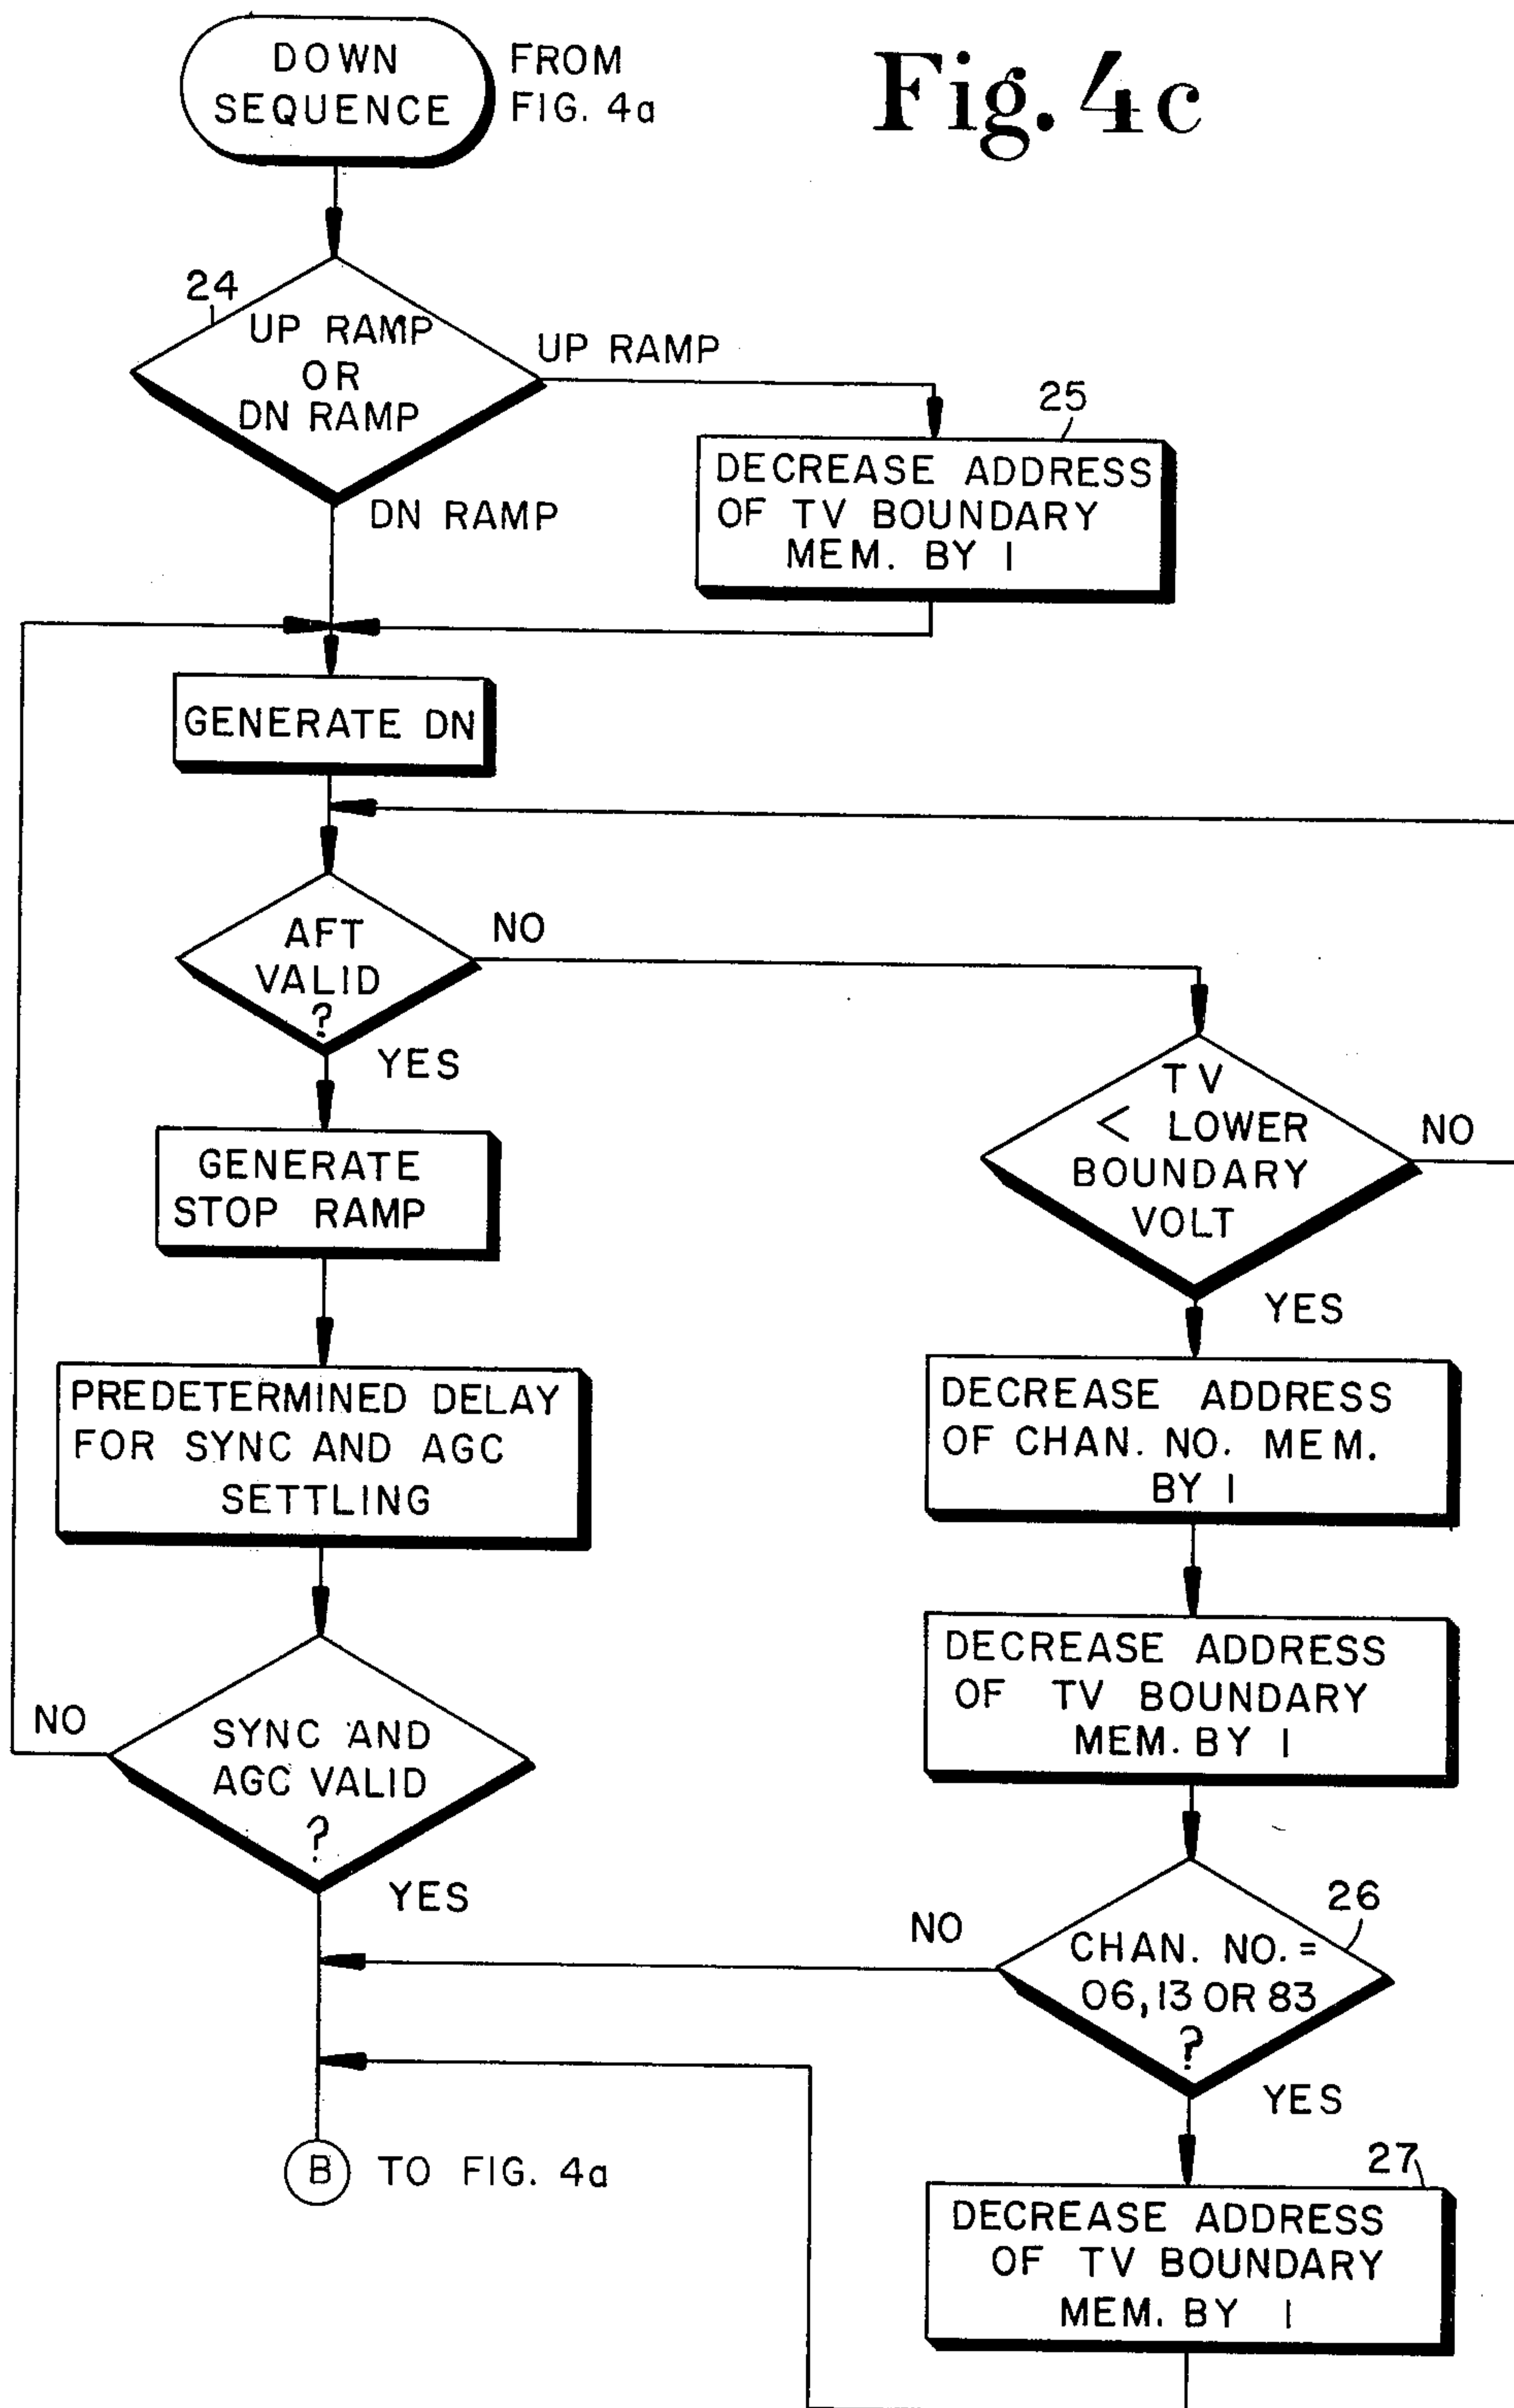 DOWN
SEQUENCE
FROM
FIG. 4a
Fig. 4c
24
UP RAMP
OR
DN RAMP
UP RAMP
DN RAMP
25
DECREASE ADDRESS
OF TV BOUNDARY
MEM. BY 1
GENERATE DN
AFT
VALID
?
NO
YES
GENERATE
STOP RAMP
PREDETERMINED DELAY
FOR SYNC AND AGC
SETTLING
SYNC AND
AGC VALID
?
NO
YES
TV
< LOWER
BOUNDARY
VOLT
NO
YES
DECREASE ADDRESS
OF CHAN. NO. MEM.
BY 1
DECREASE ADDRESS
OF TV BOUNDARY
MEM. BY 1
26
CHAN. NO. =
06, 13 OR 83
?
NO
YES
27
DECREASE ADDRESS
OF TV BOUNDARY
MEM. BY 1
B TO FIG. 4a